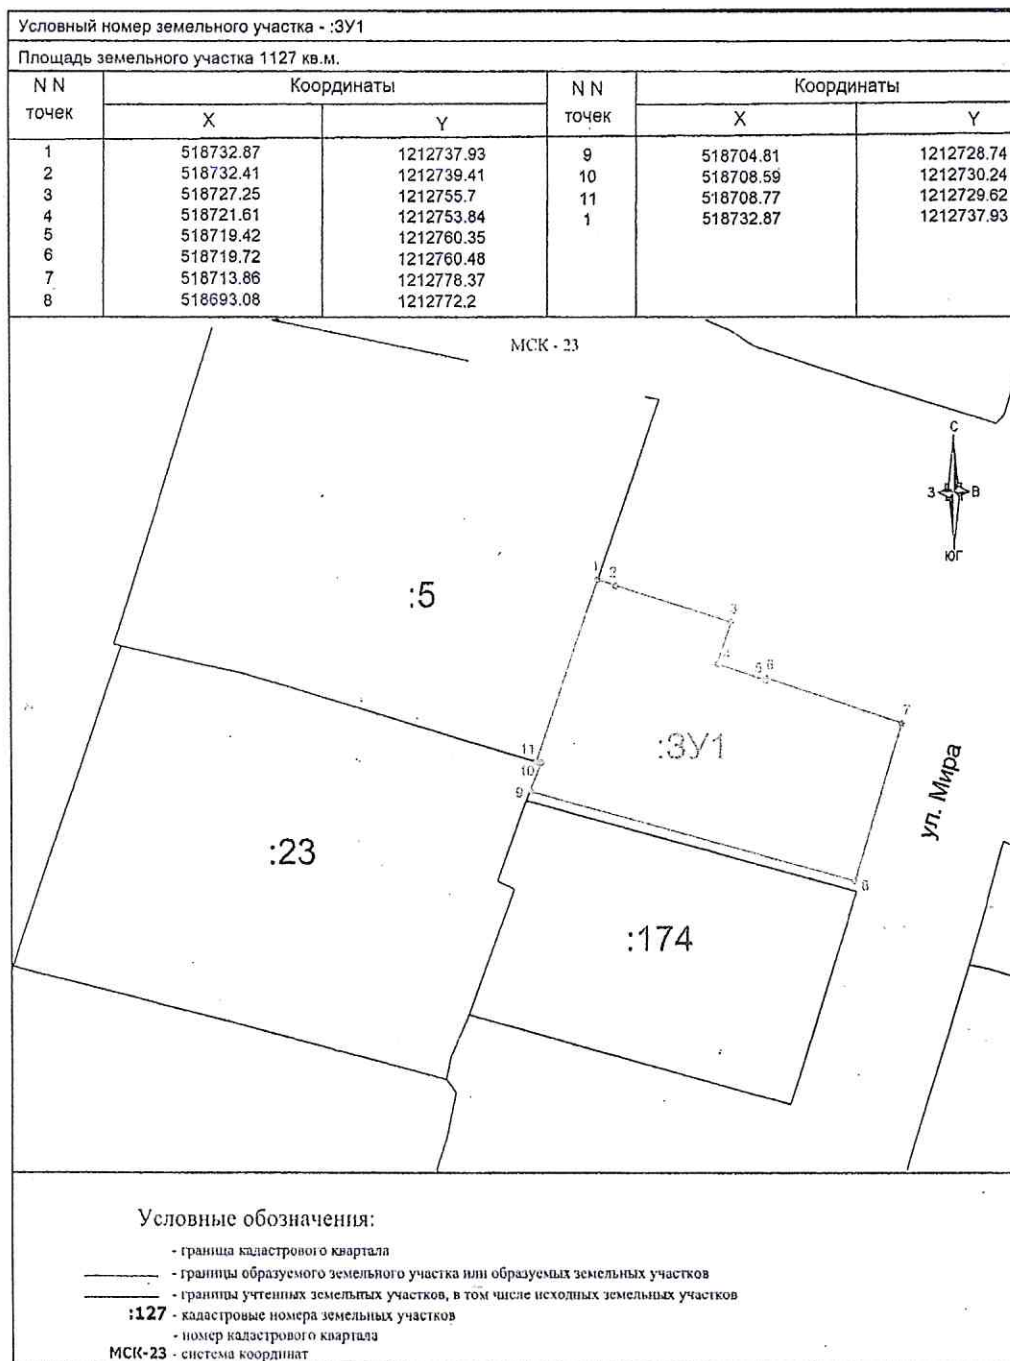 Условный номер земельного участка - :ЗУ1
Площадь земельного участка 1127 кв.м.
N N точек Координаты N N точек Координаты
X Y X Y
1 518732.87 1212737.93 9 518704.81 1212728.74
2 518732.41 1212739.41 10 518708.59 1212730.24
3 518727.25 1212755.7 11 518708.77 1212729.62
4 518721.61 1212753.84 1 518732.87 1212737.93
5 518719.42 1212760.35
6 518719.72 1212760.48
7 518713.86 1212778.37
8 518693.08 1212772.2
МСК - 23
С
З В
ЮГ
1 2
:5
3
4
5 6
7
11
:ЗУ1
10
9
ул. Мира
:23
8
:174
Условные обозначения:
- граница кадастрового квартала
- границы образуемого земельного участка или образуемых земельных участков
- границы учтенных земельных участков, в том числе исходных земельных участков
:127 - кадастровые номера земельных участков
- номер кадастрового квартала
МСК-23 - система координат